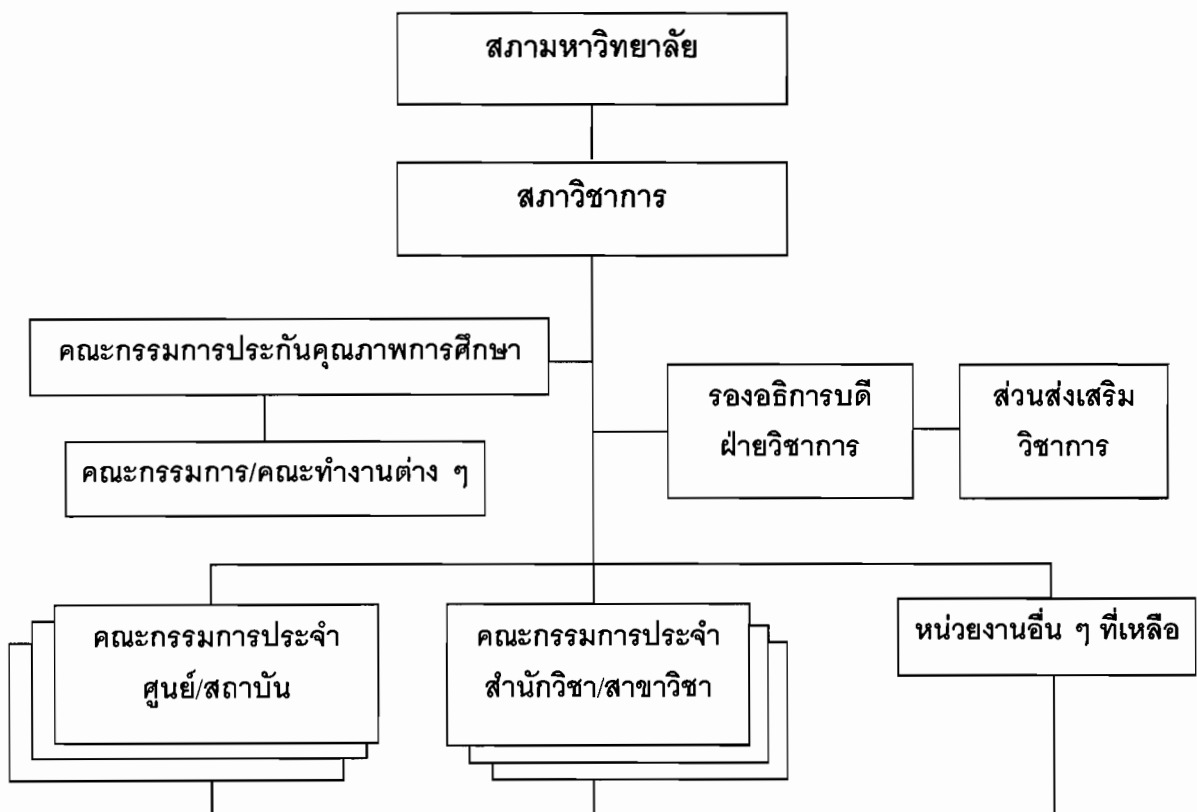 สภามหาวิทยาลัย
สภาวิชาการ
คณะกรรมการประกันคุณภาพการศึกษา
คณะกรรมการ/คณะทำงานต่าง ๆ
รองอธิการบดี
ฝ่ายวิชาการ
ส่วนส่งเสริม
วิชาการ
คณะกรรมการประจำ
ศูนย์/สถาบัน
คณะกรรมการประจำ
สำนักวิชา/สาขาวิชา
หน่วยงานอื่น ๆ ที่เหลือ